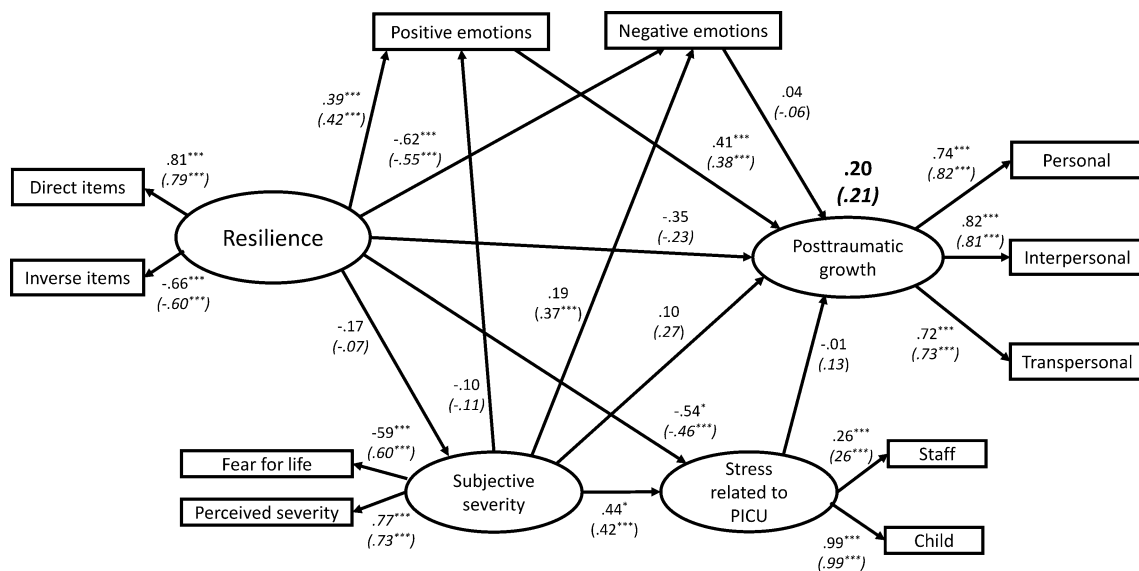 Positive emotions
Negative emotions
.39***
(.42***)
-.62***
(-.55***)
.41***
(.38***)
.04
(-.06)
.81***
(.79***)
Direct items
Resilience
Inverse items
-.66***
(-.60***)
.20
(.21)
-.35
(-.23)
Posttraumatic
growth
.74***
(.82***)
Personal
.82***
(.81***)
Interpersonal
.72***
(.73***)
Transpersonal
-.17
(-.07)
.19
(.37***)
.10
(.27)
-.01
(.13)
-.10
(-.11)
-.54*
(-.46***)
-59***
(.60***)
Fear for life
Perceived severity
.77***
(.73***)
Subjective
severity
.44*
(.42***)
Stress
related to
PICU
.26***
(26***)
Staff
Child
.99***
(.99***)